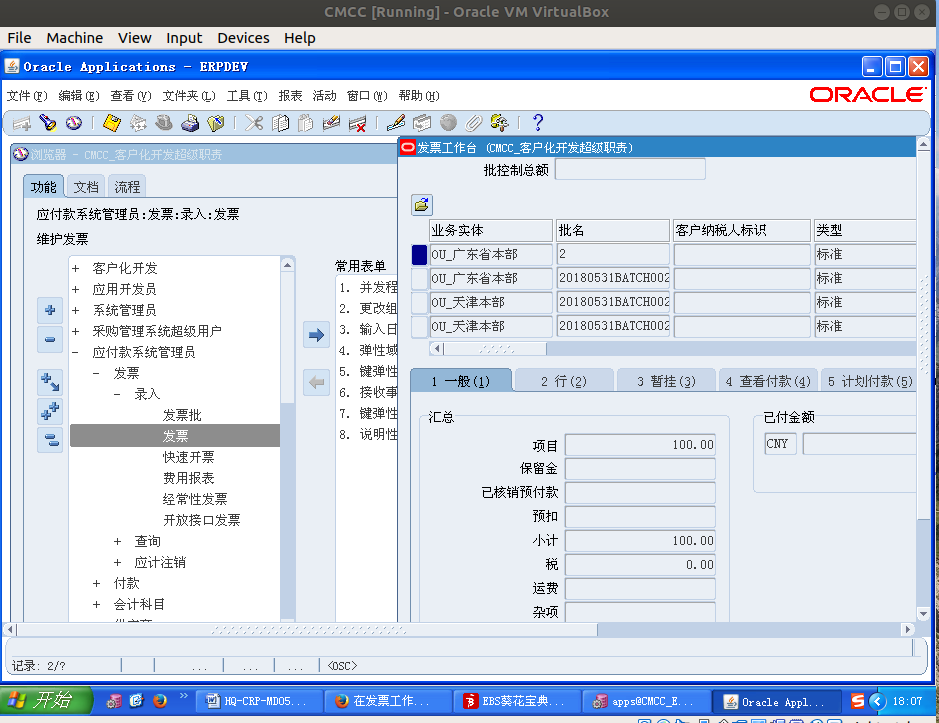 CMCC [Running] - Oracle VM VirtualBox
File Machine View Input Devices Help
Oracle Applications - ERPDEV
文件(F) 编辑(E) 查看(V) 文件夹(L) 工具(T) 报表 活动 窗口(W) 帮助(H)
ORACLE
浏览器 - CMCC_客户化开发超级职责
功能 文档 流程
应付款系统管理员:发票:录入:发票
维护发票
+ 客户化开发
+ 应用开发员
+ 系统管理员
+ 采购管理系统超级用户
- 应付款系统管理员
- 发票
- 录入
发票批
发票
快速开票
费用报表
经常性发票
开放接口发票
+ 查询
+ 应计注销
+ 付款
+ 会计科目
常用表单
1. 并发程
2. 更改组
3. 输入日
4. 弹性域
5. 键弹性
6. 接收事
7. 键弹性
8. 说明性
发票工作台 (CMCC_客户化开发超级职责)
批控制总额
业务实体 批名 客户纳税人标识 类型
OU_广东省本部 2 标准
OU_广东省本部 20180531BATCH002 标准
OU_天津本部 20180531BATCH002 标准
OU_天津本部 20180531BATCH002 标准
1 一般(1) 2 行(2) 3 暂挂(3) 4 查看付款(4) 5 计划付款(5)
汇总
项目 100.00
保留金
已核销预付款
预扣
小计 100.00
税 0.00
运费
杂项
已付金额
CNY
记录: 2/? ... ... ... <OSC>
开始 HQ-CRP-MD05... 在发票工作... EBS葵花宝典... apps@CMCC_E... Oracle Appl... 18:07